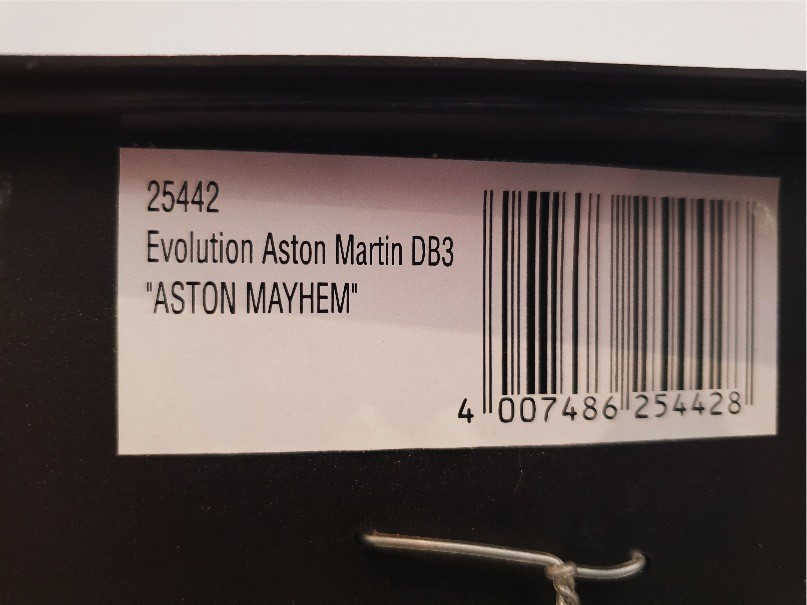 25442
Evolution Aston Martin DB3
"ASTON MAYHEM"
4 007486 254428